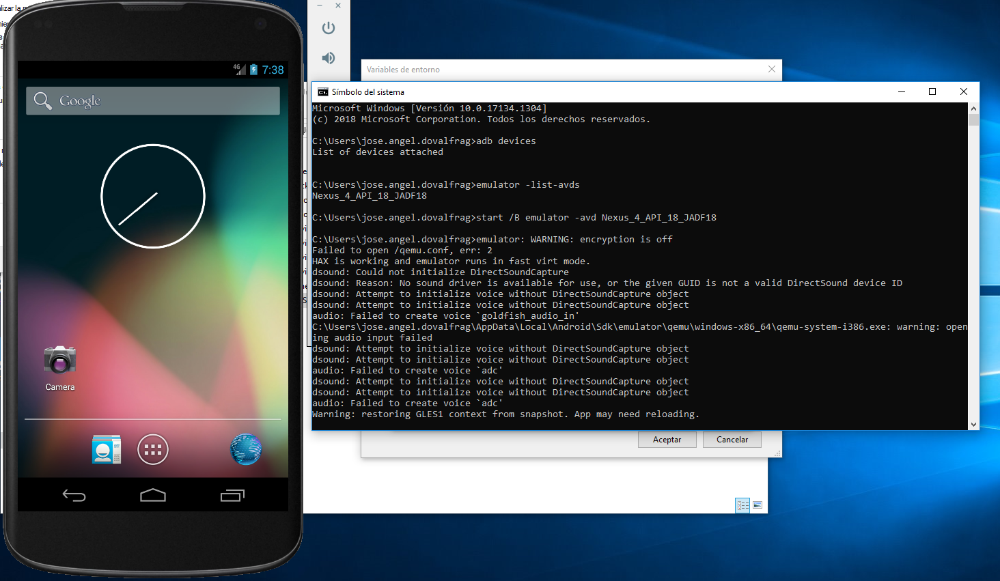 4G 7:38
Google
Camera
Variables de entorno
Símbolo del sistema
Microsoft Windows [Versión 10.0.17134.1304]
(c) 2018 Microsoft Corporation. Todos los derechos reservados.
C:\Users\jose.angel.dovalfrag>adb devices
List of devices attached
C:\Users\jose.angel.dovalfrag>emulator -list-avds
Nexus_4_API_18_JADF18
C:\Users\jose.angel.dovalfrag>start /B emulator -avd Nexus_4_API_18_JADF18
C:\Users\jose.angel.dovalfrag>emulator: WARNING: encryption is off
Failed to open /qemu.conf, err: 2
HAX is working and emulator runs in fast virt mode.
dsound: Could not initialize DirectSoundCapture
dsound: Reason: No sound driver is available for use, or the given GUID is not a valid DirectSound device ID
dsound: Attempt to initialize voice without DirectSoundCapture object
dsound: Attempt to initialize voice without DirectSoundCapture object
audio: Failed to create voice `goldfish_audio_in'
C:\Users\jose.angel.dovalfrag\AppData\Local\Android\Sdk\emulator\qemu\windows-x86_64\qemu-system-i386.exe: warning: open
ing audio input failed
dsound: Attempt to initialize voice without DirectSoundCapture object
dsound: Attempt to initialize voice without DirectSoundCapture object
audio: Failed to create voice `adc'
dsound: Attempt to initialize voice without DirectSoundCapture object
dsound: Attempt to initialize voice without DirectSoundCapture object
audio: Failed to create voice `adc'
Warning: restoring GLES1 context from snapshot. App may need reloading.
Aceptar Cancelar